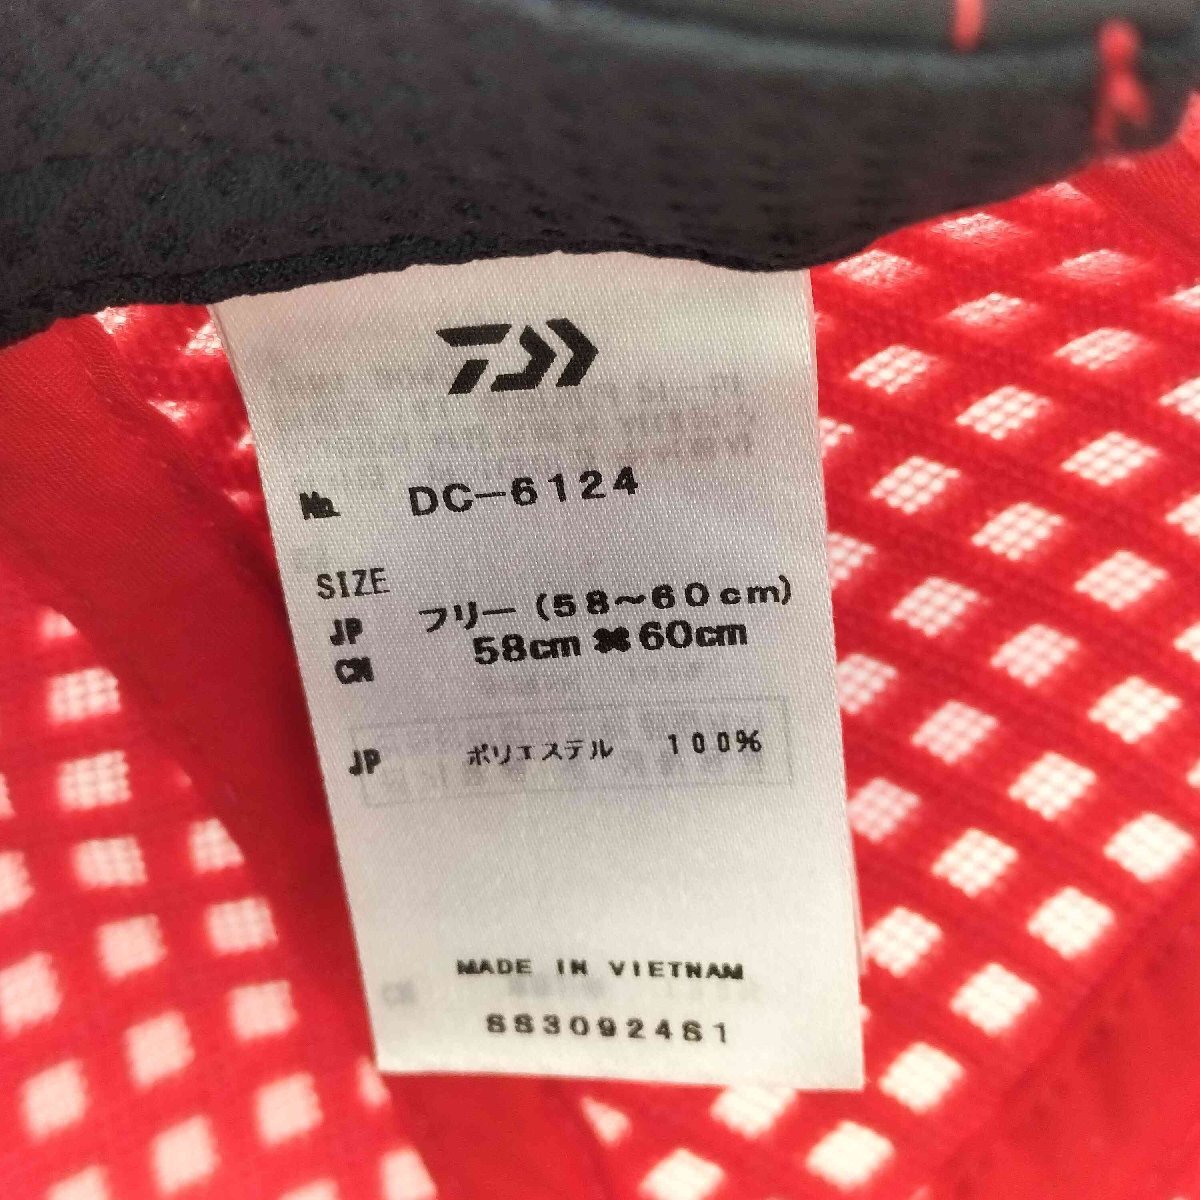 No. DC-6124
SIZE
JP フリー(58~60cm)
CN 58cm ※60cm
JP ポリエステル 100%
MADE IN VIETNAM